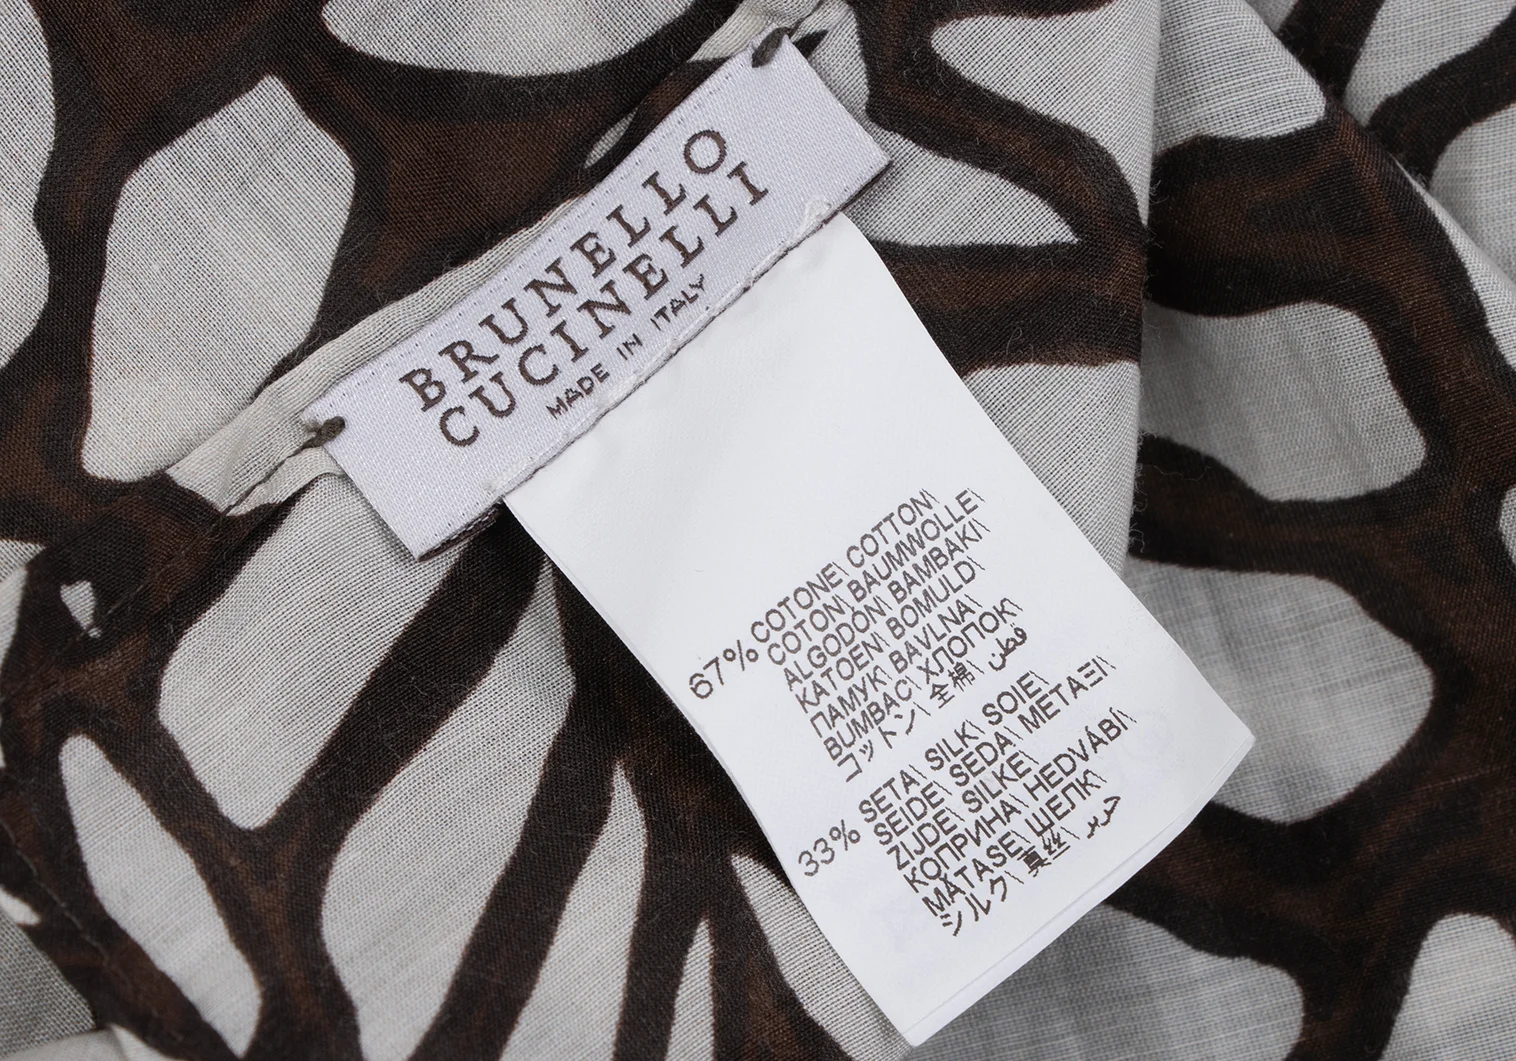 BRUNELLO
CUCINELLI
MADE IN ITALY
67% COTONE\ COTTON\
COTON\ BAUMWOLLE\
ALGODÓN\ BAMBAKI\
KATOEN\ BOMULD\
ПАМУК\ BAVLNA\
BUMBAC\ ХЛОПОК\
コットン\ 全棉\ قطن
33% SETA\ SILK\ SOIE\
SEIDE\ SEDA\ ΜΕΤΑΞΙ\
ZIJDE\ SILKE\
КОПРИНА\ HEDVÁBÍ\
MATASE\ ШЕЛК\
シルク\ 真丝\ حرير